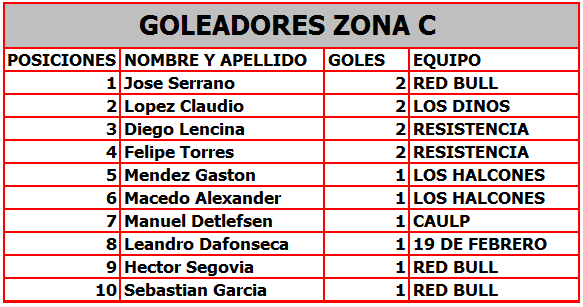 GOLEADORES ZONA C
POSICIONES NOMBRE Y APELLIDO GOLES EQUIPO
1 Jose Serrano 2 RED BULL
2 Lopez Claudio 2 LOS DINOS
3 Diego Lencina 2 RESISTENCIA
4 Felipe Torres 2 RESISTENCIA
5 Mendez Gaston 1 LOS HALCONES
6 Macedo Alexander 1 LOS HALCONES
7 Manuel Detlefsen 1 CAULP
8 Leandro Dafonseca 1 19 DE FEBRERO
9 Hector Segovia 1 RED BULL
10 Sebastian Garcia 1 RED BULL